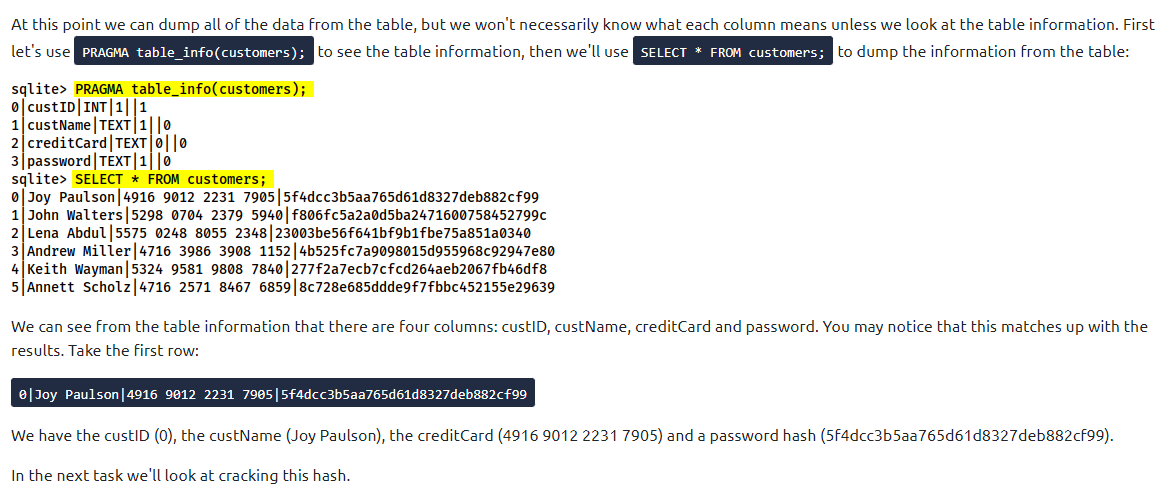 At this point we can dump all of the data from the table, but we won't necessarily know what each column means unless we look at the table information. First
let's use PRAGMA table_info(customers); to see the table information, then we'll use SELECT * FROM customers; to dump the information from the table:
sqlite> PRAGMA table_info(customers);
0|custID|INT|1||1
1|custName|TEXT|1||0
2|creditCard|TEXT|0||0
3|password|TEXT|1||0
sqlite> SELECT * FROM customers;
0|Joy Paulson|4916 9012 2231 7905|5f4dcc3b5aa765d61d8327deb882cf99
1|John Walters|5298 0704 2379 5940|f806fc5a2a0d5ba2471600758452799c
2|Lena Abdul|5575 0248 8055 2348|23003be56f641bf9b1fbe75a851a0340
3|Andrew Miller|4716 3986 3908 1152|4b525fc7a9098015d955968c92947e80
4|Keith Wayman|5324 9581 9808 7840|277f2a7ecb7cfcd264aeb2067fb46df8
5|Annett Scholz|4716 2571 8467 6859|8c728e685ddde9f7fbbc452155e29639
We can see from the table information that there are four columns: custID, custName, creditCard and password. You may notice that this matches up with the
results. Take the first row:
0|Joy Paulson|4916 9012 2231 7905|5f4dcc3b5aa765d61d8327deb882cf99
We have the custID (0), the custName (Joy Paulson), the creditCard (4916 9012 2231 7905) and a password hash (5f4dcc3b5aa765d61d8327deb882cf99).
In the next task we'll look at cracking this hash.